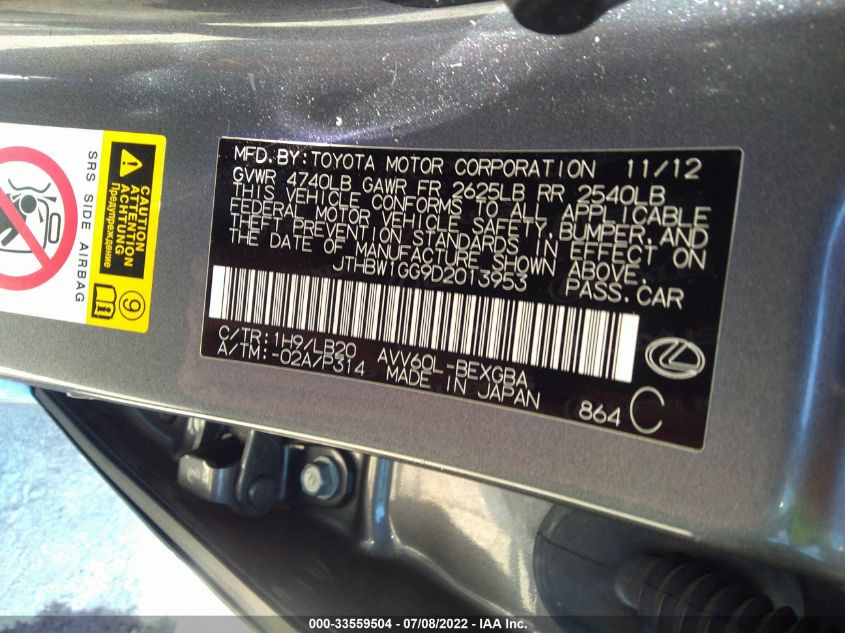 SRS SIDE AIRBAG
CAUTION
ATTENTION
ACHTUNG
Предупреждение
9
i
MFD. BY: TOYOTA MOTOR CORPORATION 11/12
GVWR 4740LB GAWR FR 2625LB RR 2540LB
THIS VEHICLE CONFORMS TO ALL APPLICABLE
FEDERAL MOTOR VEHICLE SAFETY, BUMPER, AND
THEFT PREVENTION STANDARDS IN EFFECT ON
THE DATE OF MANUFACTURE SHOWN ABOVE.
JTHBW1GG9D2013953 PASS.CAR
C/TR: 1H9/LB20 AVV60L-BEXGBA
A/TM: -02A/P314 MADE IN JAPAN
864 C
000-33559504 - 07/08/2022 - IAA Inc.